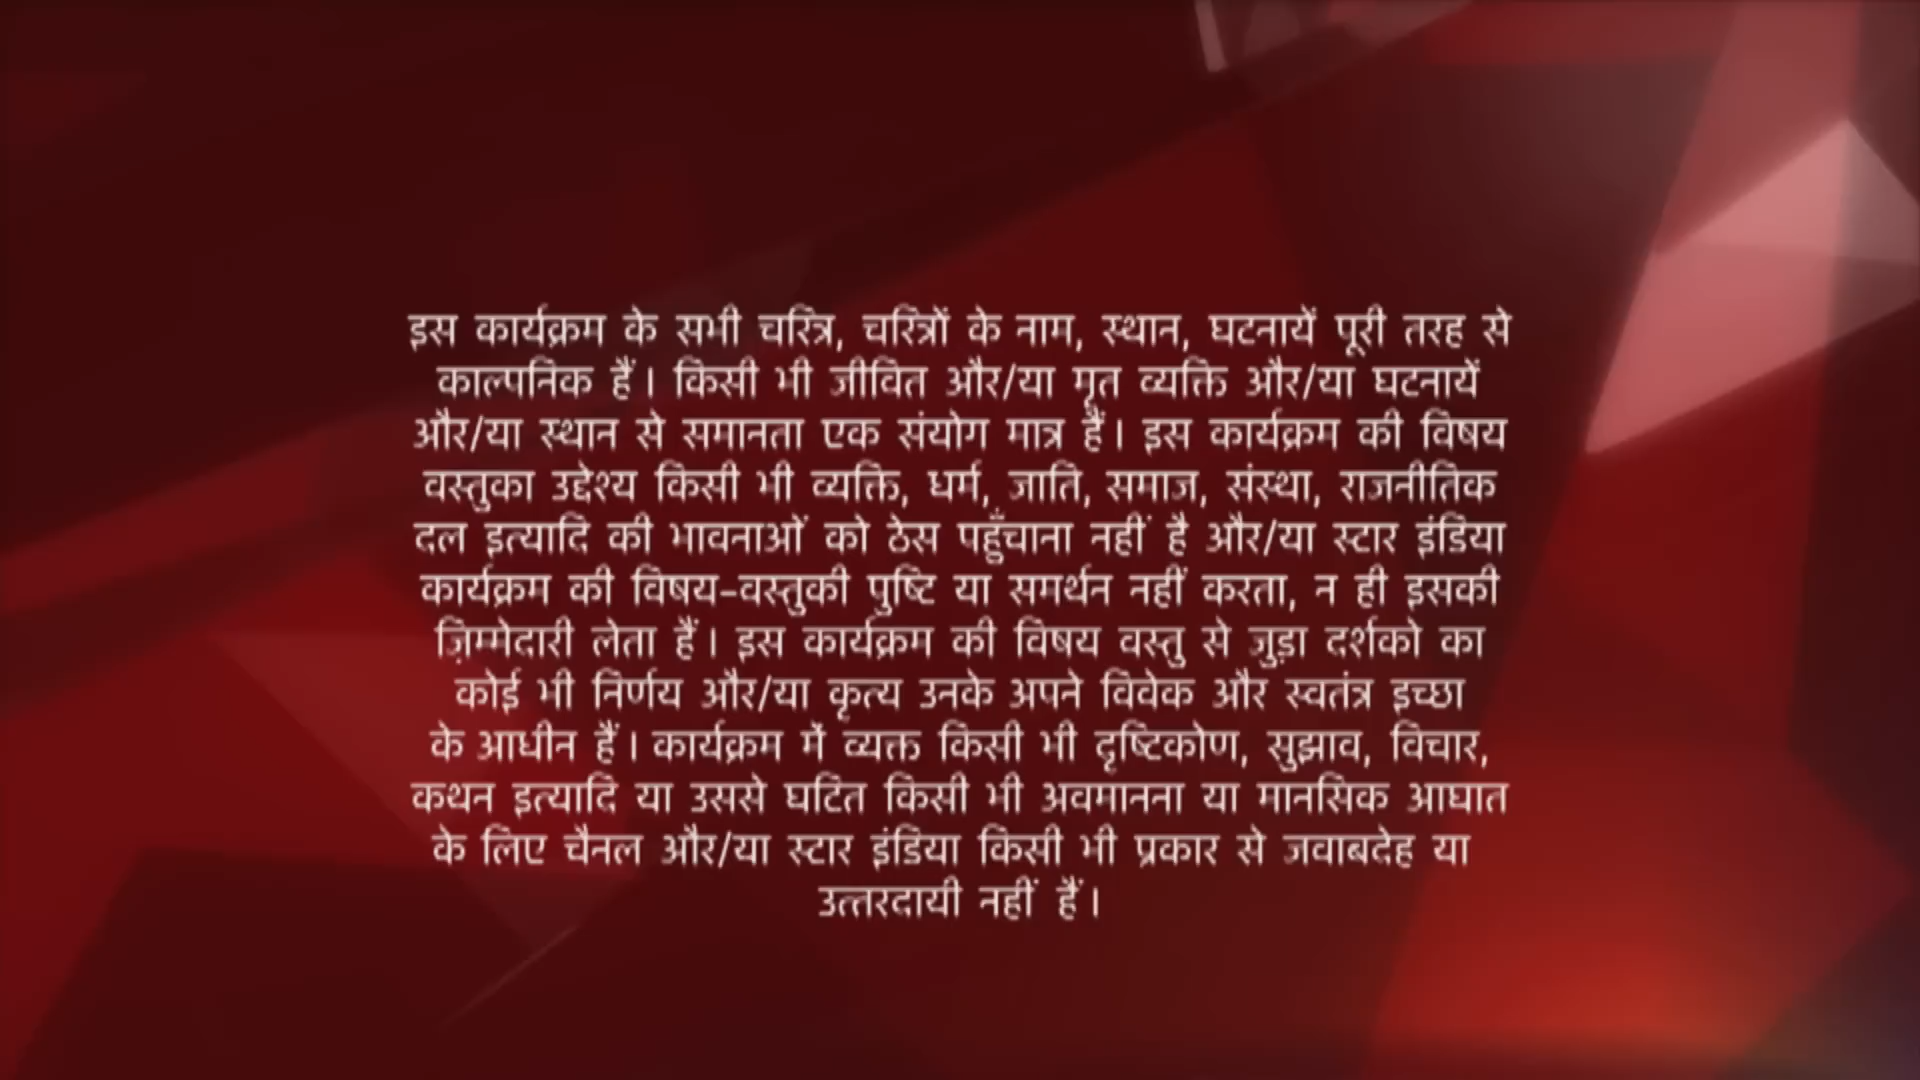 इस कार्यक्रम के सभी चरित्र, चरित्रों के नाम, स्थान, घटनायें पूरी तरह से
काल्पनिक हैं। किसी भी जीवित और/या मृत व्यक्ति और/या घटनायें
और/या स्थान से समानता एक संयोग मात्र हैं। इस कार्यक्रम की विषय
वस्तुका उद्देश्य किसी भी व्यक्ति, धर्म, जाति, समाज, संस्था, राजनीतिक
दल इत्यादि की भावनाओं को ठेस पहुँचाना नहीं है और/या स्टार इंडिया
कार्यक्रम की विषय–वस्तुकी पुष्टि या समर्थन नहीं करता, न ही इसकी
ज़िम्मेदारी लेता हैं। इस कार्यक्रम की विषय वस्तु से जुड़ा दर्शको का
कोई भी निर्णय और/या कृत्य उनके अपने विवेक और स्वतंत्र इच्छा
के आधीन हैं। कार्यक्रम में व्यक्त किसी भी दृष्टिकोण, सुझाव, विचार,
कथन इत्यादि या उससे घटित किसी भी अवमानना या मानसिक आघात
के लिए चैनल और/या स्टार इंडिया किसी भी प्रकार से जवाबदेह या
उत्तरदायी नहीं हैं।